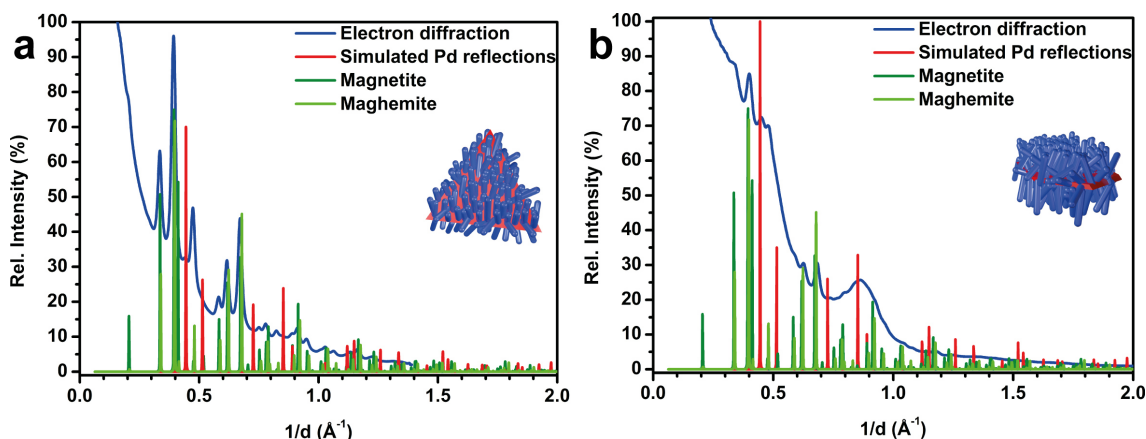 a
Electron diffraction
Simulated Pd reflections
Magnetite
Maghemite
Rel. Intensity (%)
100
90
80
70
60
50
40
30
20
10
0
0.0 0.5 1.0 1.5 2.0
1/d (Å⁻¹)
b
Electron diffraction
Simulated Pd reflections
Magnetite
Maghemite
Rel. Intensity (%)
100
90
80
70
60
50
40
30
20
10
0
0.0 0.5 1.0 1.5 2.0
1/d (Å⁻¹)